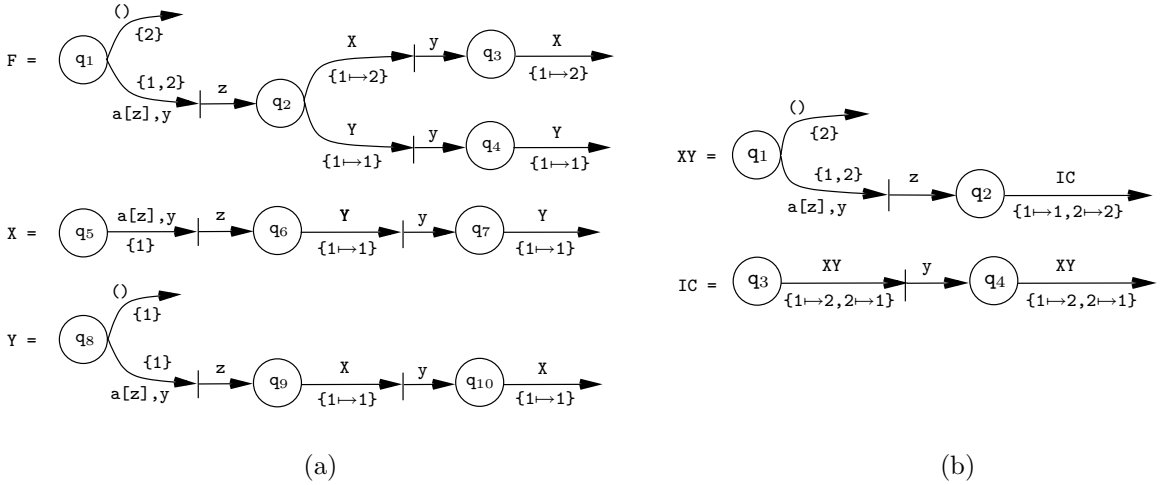 ()
{2}
F = q1
{1,2}
a[z],y
z
q2
X
{1↦2}
y
q3
X
{1↦2}
Y
{1↦1}
y
q4
Y
{1↦1}
X = q5
a[z],y
{1}
z
q6
Y
{1↦1}
y
q7
Y
{1↦1}
()
{1}
Y = q8
{1}
a[z],y
z
q9
X
{1↦1}
y
q10
X
{1↦1}
(a)
()
{2}
XY = q1
{1,2}
a[z],y
z
q2
IC
{1↦1,2↦2}
IC = q3
XY
{1↦2,2↦1}
y
q4
XY
{1↦2,2↦1}
(b)